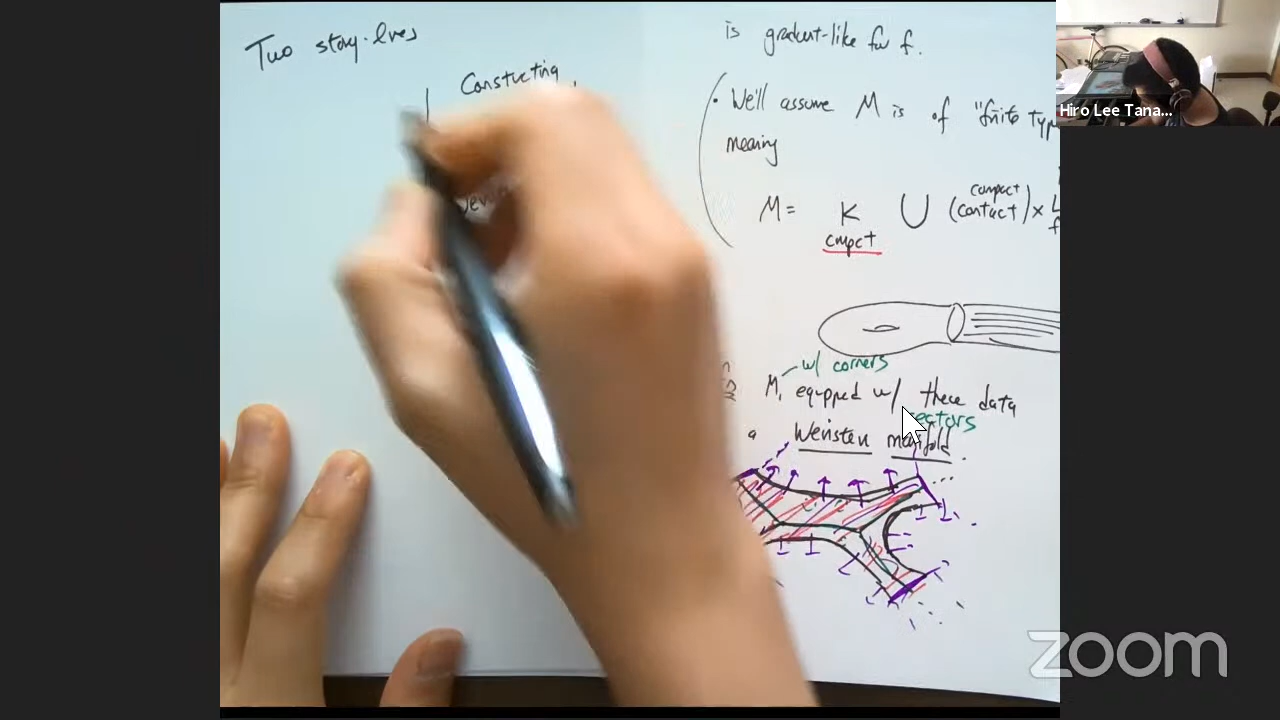 Two story-lines
Constructing
is gradient-like for f.
• We'll assume M is of "finite typ
meaning
M = K ∪ (contact) ×
compact
cmpct
w/ corners
M, equipped w/ these data
sectors
a Weinstein manifold.
Hiro Lee Tana...
zoom